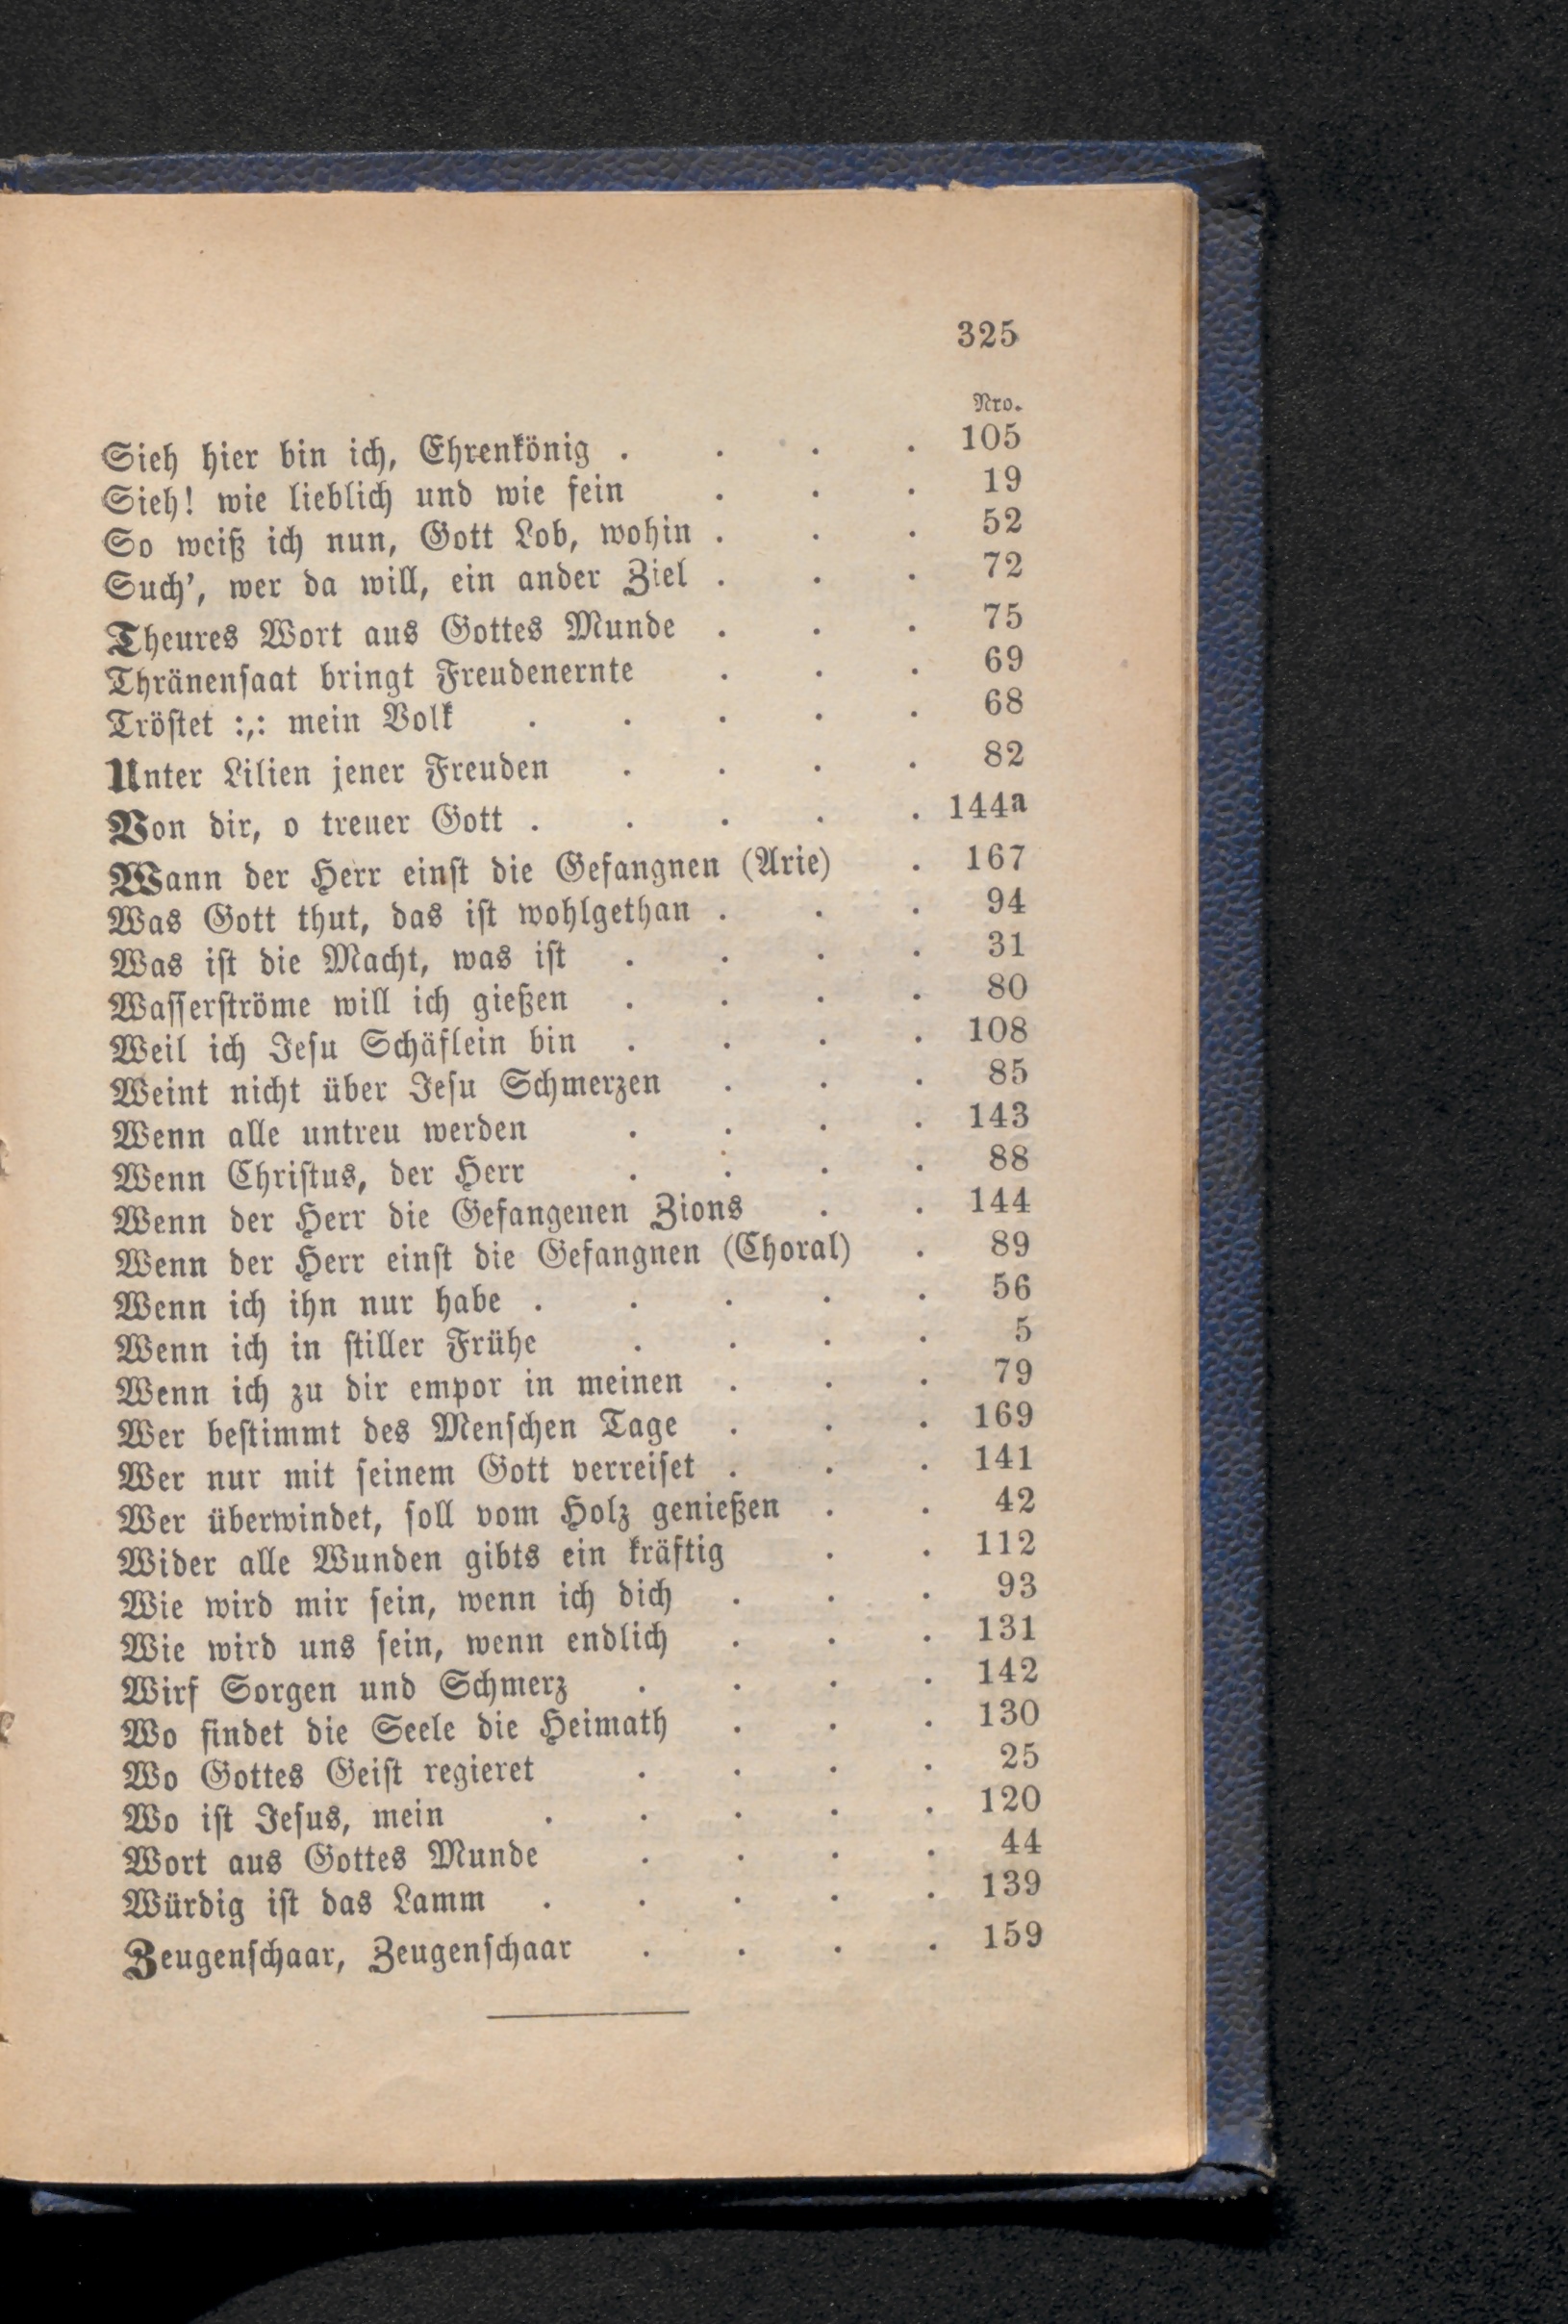 325
Nro.
Sieh hier bin ich, Ehrenkönig . . . . 105
Sieh! wie lieblich und wie fein . . . 19
So weiß ich nun, Gott Lob, wohin . . . 52
Such', wer da will, ein ander Ziel . . . 72
Theures Wort aus Gottes Munde . . . 75
Thränensaat bringt Freudenernte . . . 69
Tröstet :,: mein Volk . . . . . 68
Unter Lilien jener Freuden . . . . 82
Von dir, o treuer Gott . . . . . 144a
Wann der Herr einst die Gefangnen (Arie) . 167
Was Gott thut, das ist wohlgethan . . . 94
Was ist die Macht, was ist . . . . 31
Wasserströme will ich gießen . . . . 80
Weil ich Jesu Schäflein bin . . . . 108
Weint nicht über Jesu Schmerzen . . . 85
Wenn alle untreu werden . . . . 143
Wenn Christus, der Herr . . . . 88
Wenn der Herr die Gefangenen Zions . . 144
Wenn der Herr einst die Gefangnen (Choral) . 89
Wenn ich ihn nur habe . . . . . 56
Wenn ich in stiller Frühe . . . . 5
Wenn ich zu dir empor in meinen . . . 79
Wer bestimmt des Menschen Tage . . . 169
Wer nur mit seinem Gott verreiset . . . 141
Wer überwindet, soll vom Holz genießen . . 42
Wider alle Wunden gibts ein kräftig . . 112
Wie wird mir sein, wenn ich dich . . . 93
Wie wird uns sein, wenn endlich . . . 131
Wirf Sorgen und Schmerz . . . . 142
Wo findet die Seele die Heimath . . . 130
Wo Gottes Geist regieret . . . . 25
Wo ist Jesus, mein . . . . . 120
Wort aus Gottes Munde . . . . 44
Würdig ist das Lamm . . . . . 139
Zeugenschaar, Zeugenschaar . . . . 159